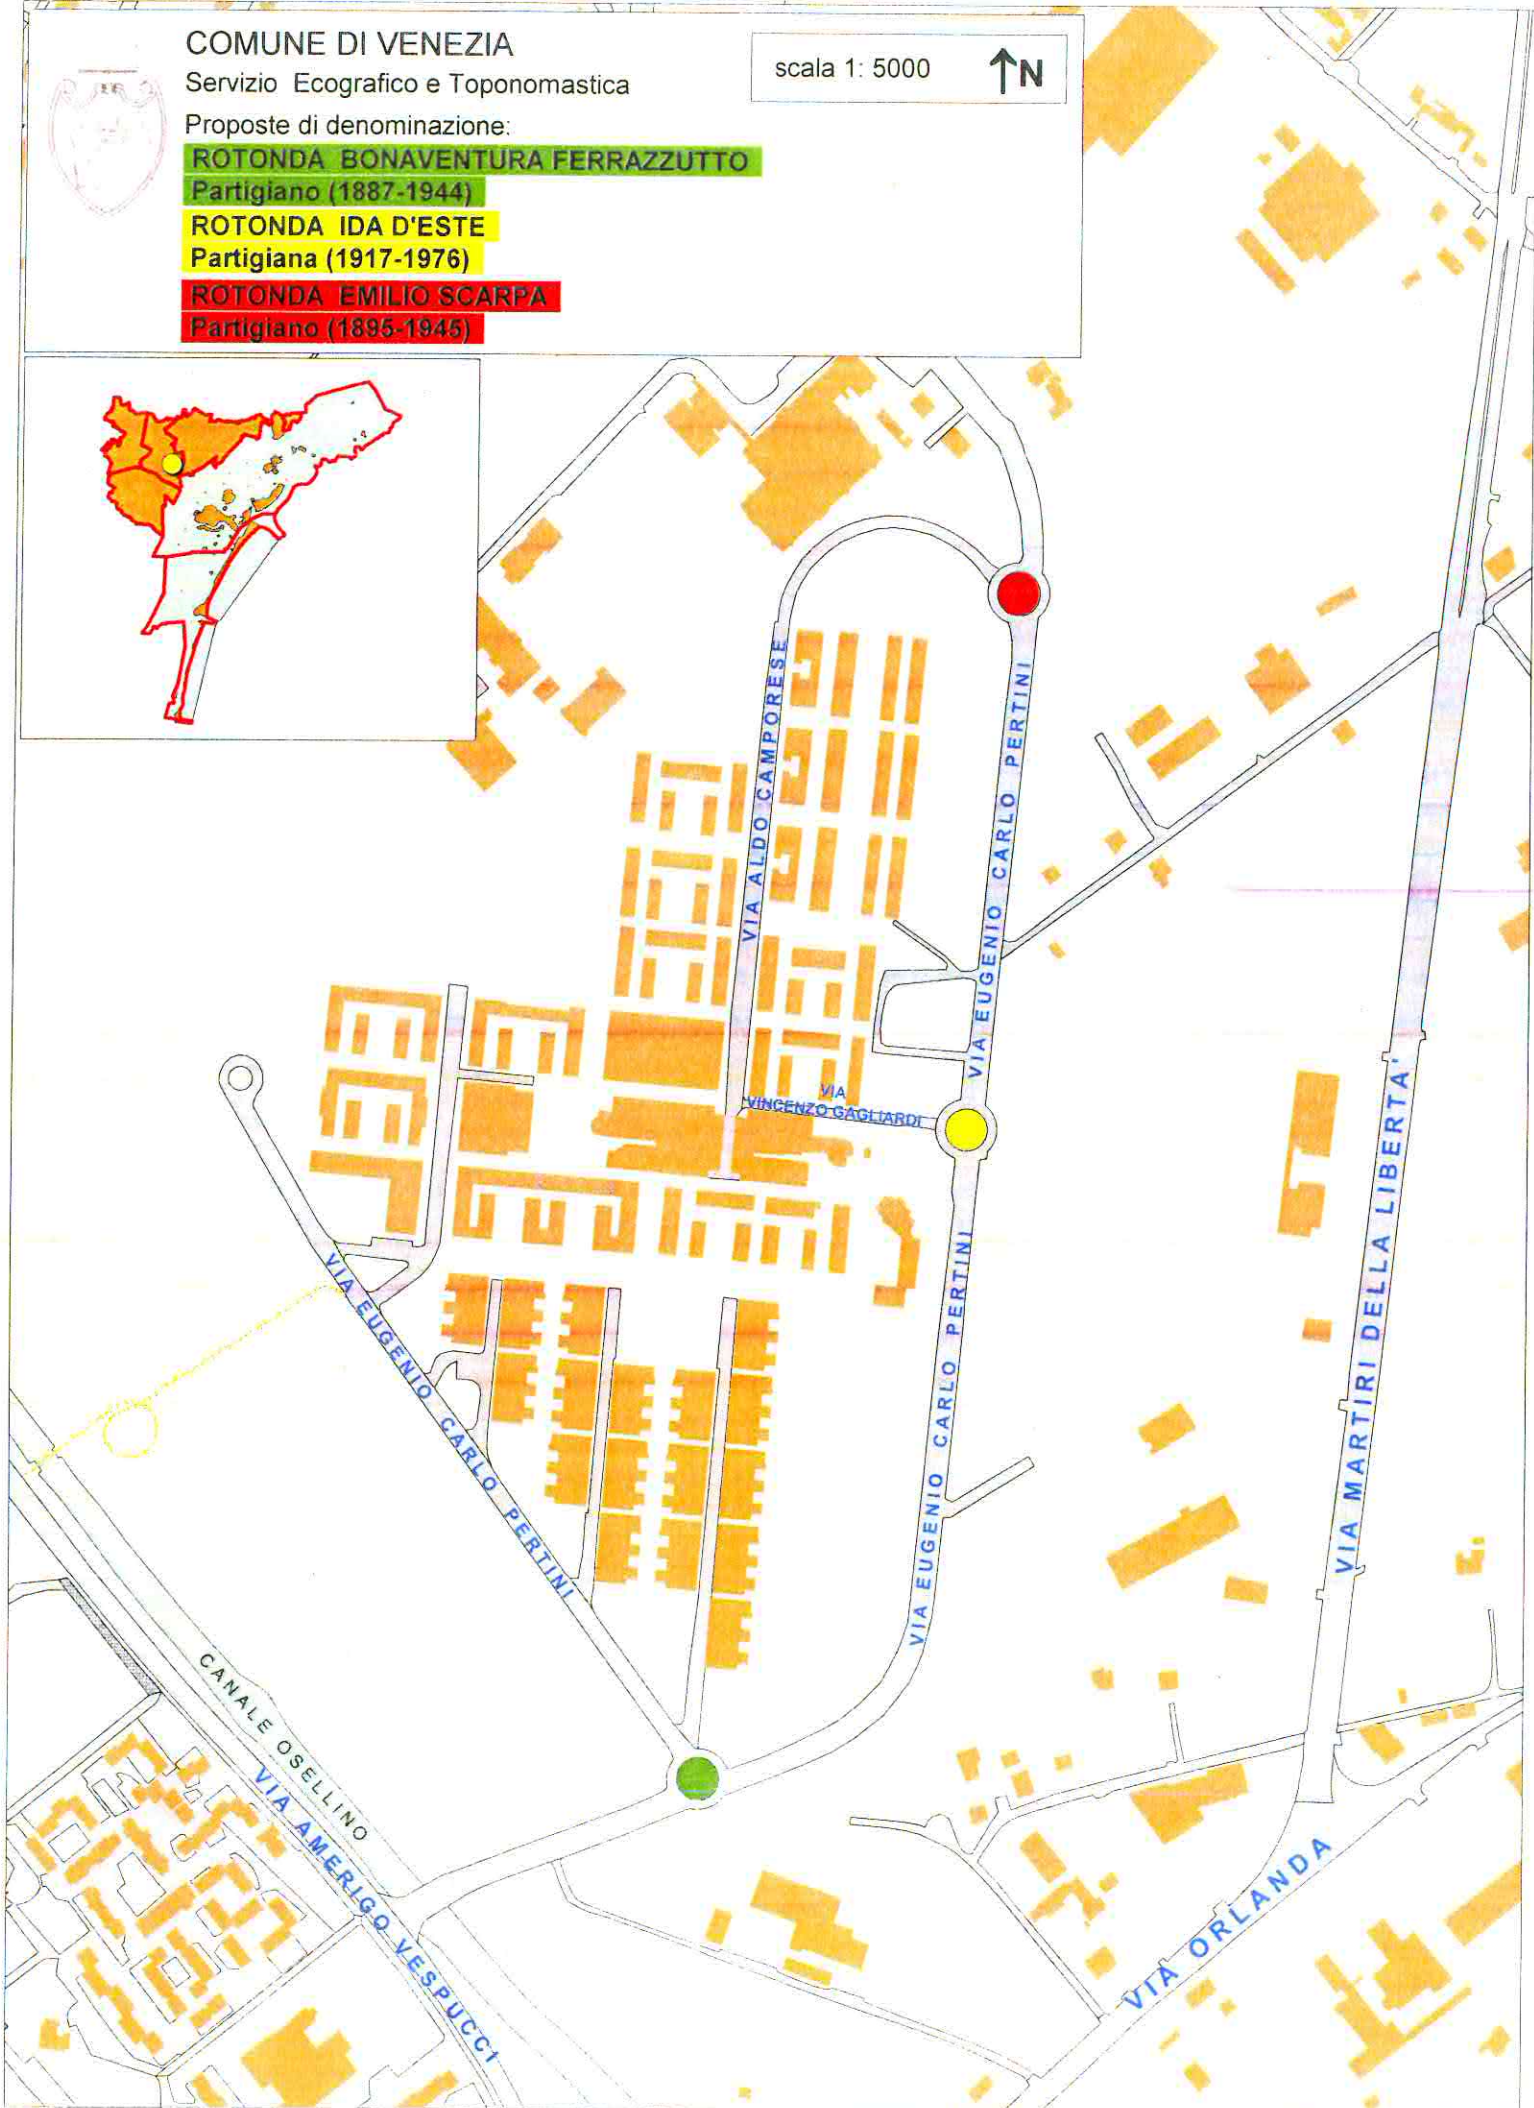 COMUNE DI VENEZIA
Servizio Ecografico e Toponomastica
scala 1: 5000
N
Proposte di denominazione:
ROTONDA BONAVENTURA FERRAZZUTTO
Partigiano (1887-1944)
ROTONDA IDA D'ESTE
Partigiana (1917-1976)
ROTONDA EMILIO SCARPA
Partigiano (1895-1945)
VIA ALDO CAMPORESE
VIA EUGENIO CARLO PERTINI
VIA
VINCENZO GAGLIARDI
VIA MARTIRI DELLA LIBERTA'
VIA EUGENIO CARLO PERTINI
VIA EUGENIO CARLO PERTINI
CANALE OSELLINO
VIA AMERIGO VESPUCCI
VIA ORLANDA